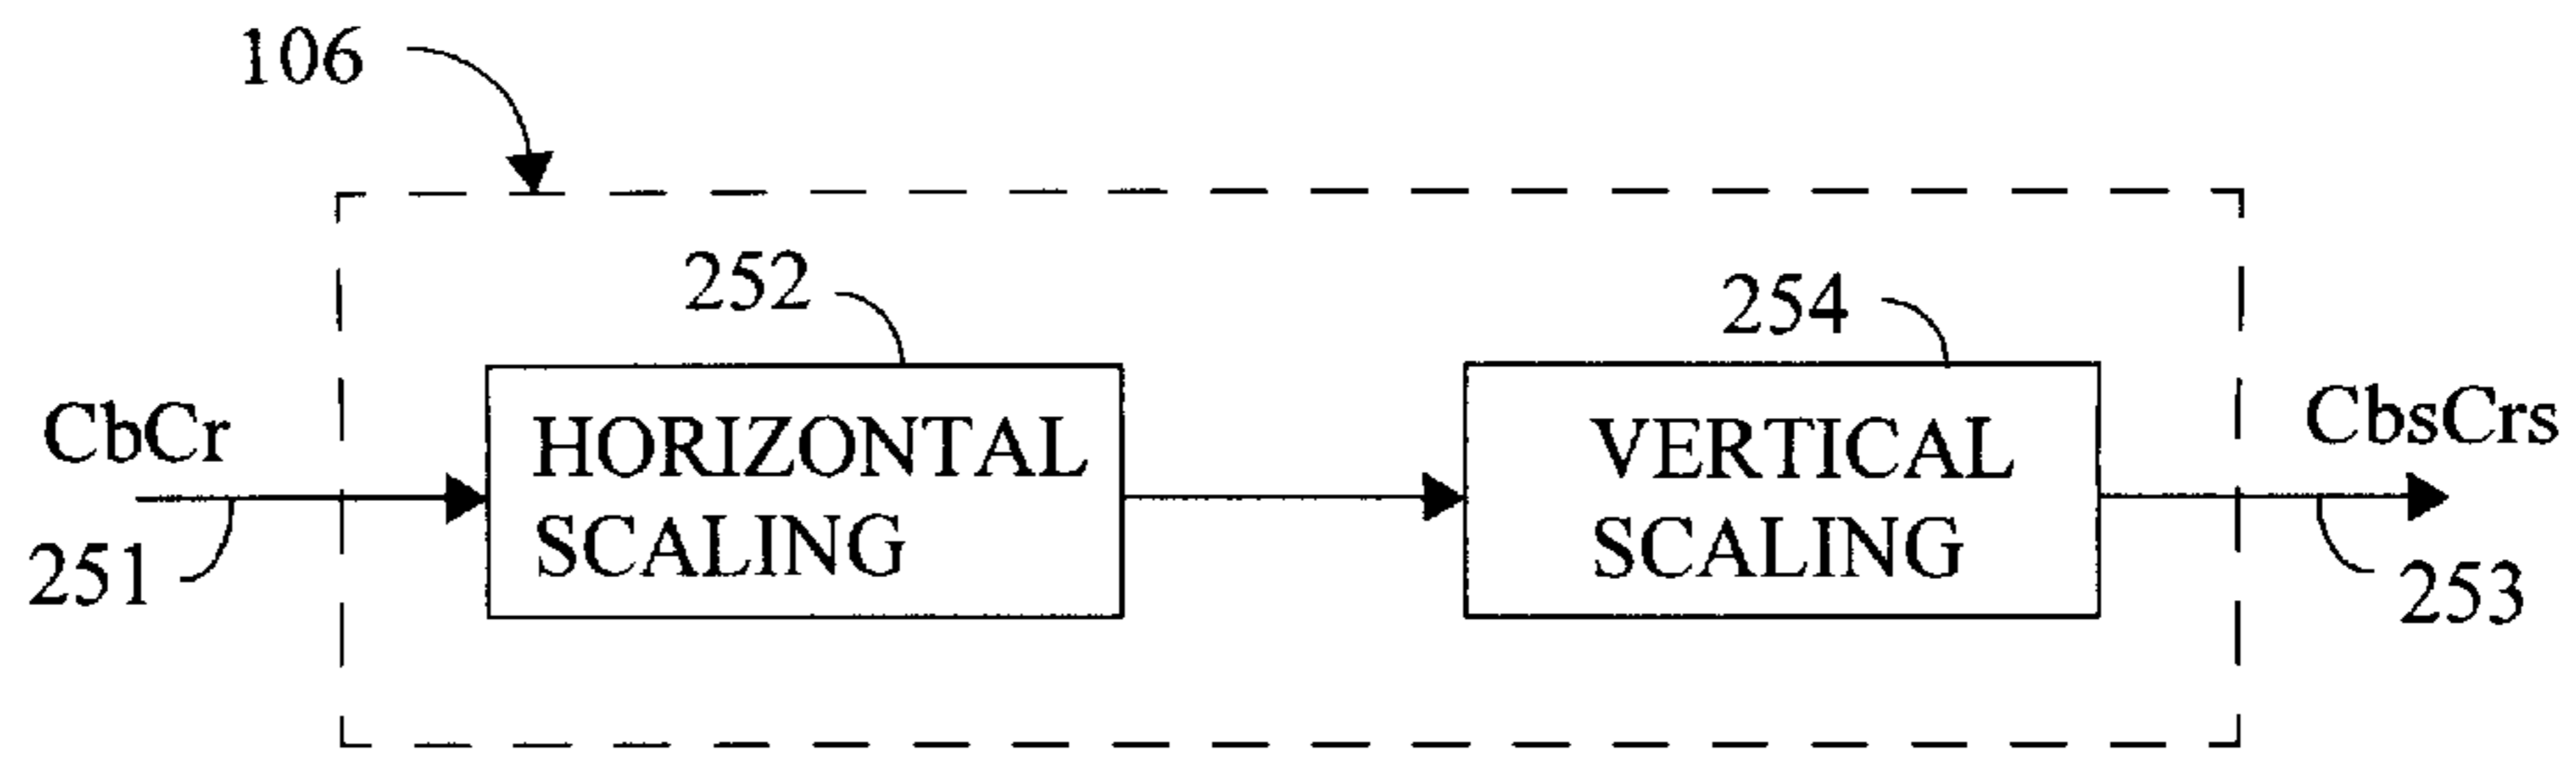 106
252
254
CbCr
HORIZONTAL
SCALING
VERTICAL
SCALING
CbsCrs
251
253